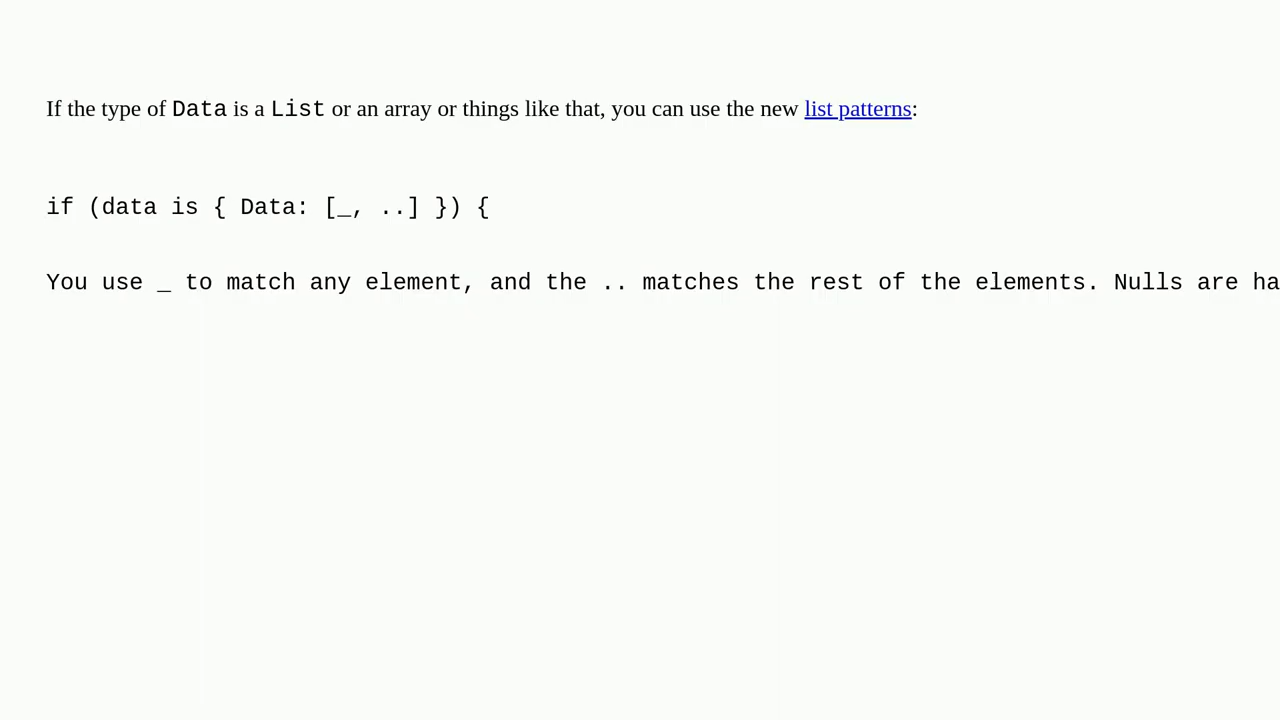 If the type of Data is a List or an array or things like that, you can use the new list patterns:
if (data is { Data: [_, ..] }) {
You use _ to match any element, and the .. matches the rest of the elements. Nulls are